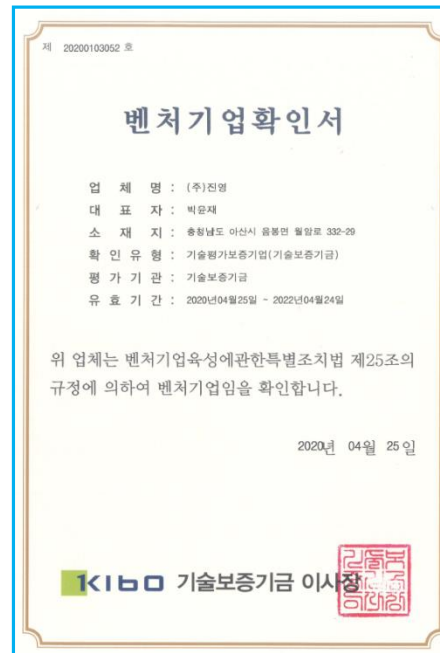 제 20200103052 호
벤처기업확인서
업 체 명 : (주)진영
대 표 자 : 박윤재
소 재 지 : 충청남도 아산시 음봉면 월암로 332-29
확 인 유 형 : 기술평가보증기업(기술보증기금)
평 가 기 관 : 기술보증기금
유 효 기 간 : 2020년04월25일 ~ 2022년04월24일
위 업체는 벤처기업육성에관한특별조치법 제25조의
규정에 의하여 벤처기업임을 확인합니다.
2020년 04월 25일
KIBO 기술보증기금 이사장